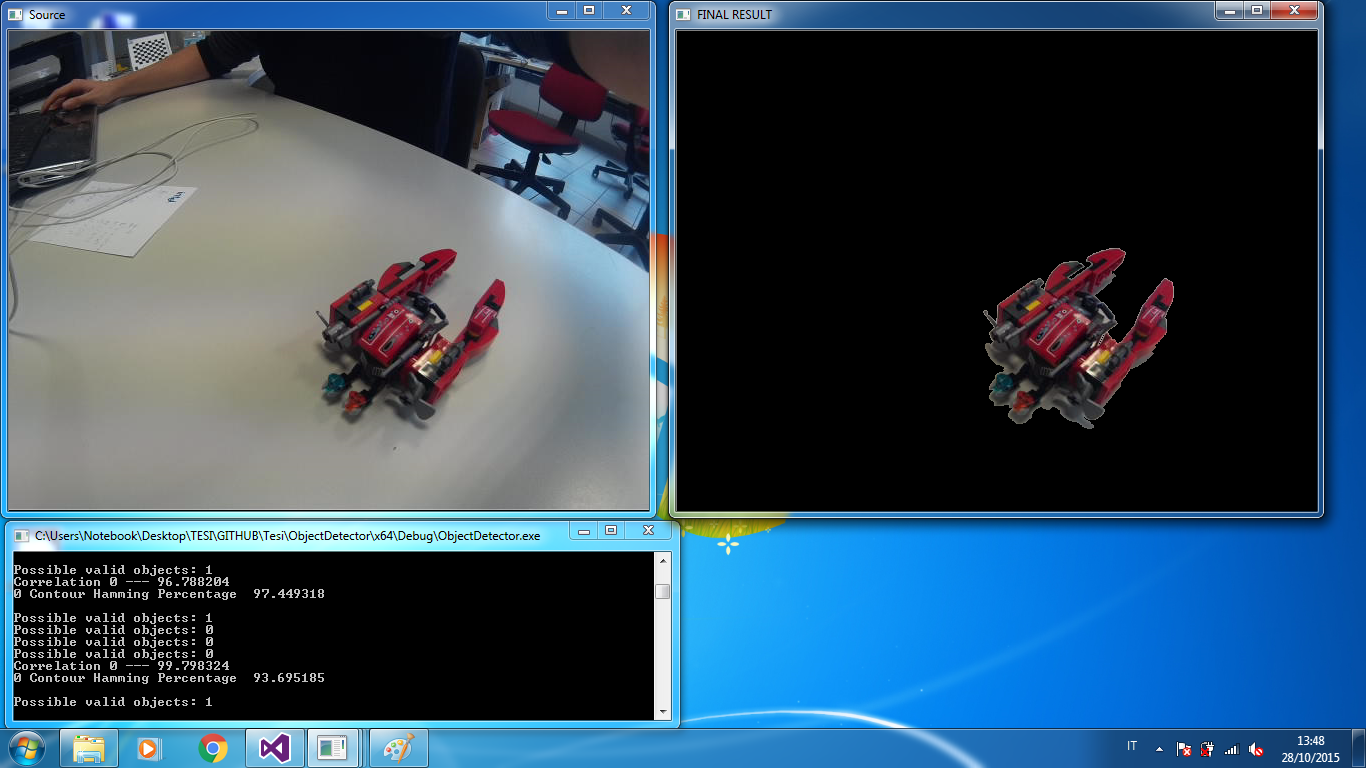 Source
FINAL RESULT
C:\Users\Notebook\Desktop\TESI\GITHUB\Tesi\ObjectDetector\x64\Debug\ObjectDetector.exe
Possible valid objects: 1
Correlation 0 --- 96.788204
0 Contour Hamming Percentage  97.449318
Possible valid objects: 1
Possible valid objects: 0
Possible valid objects: 0
Possible valid objects: 0
Correlation 0 --- 99.798324
0 Contour Hamming Percentage  93.695185
Possible valid objects: 1
IT
13:48
28/10/2015